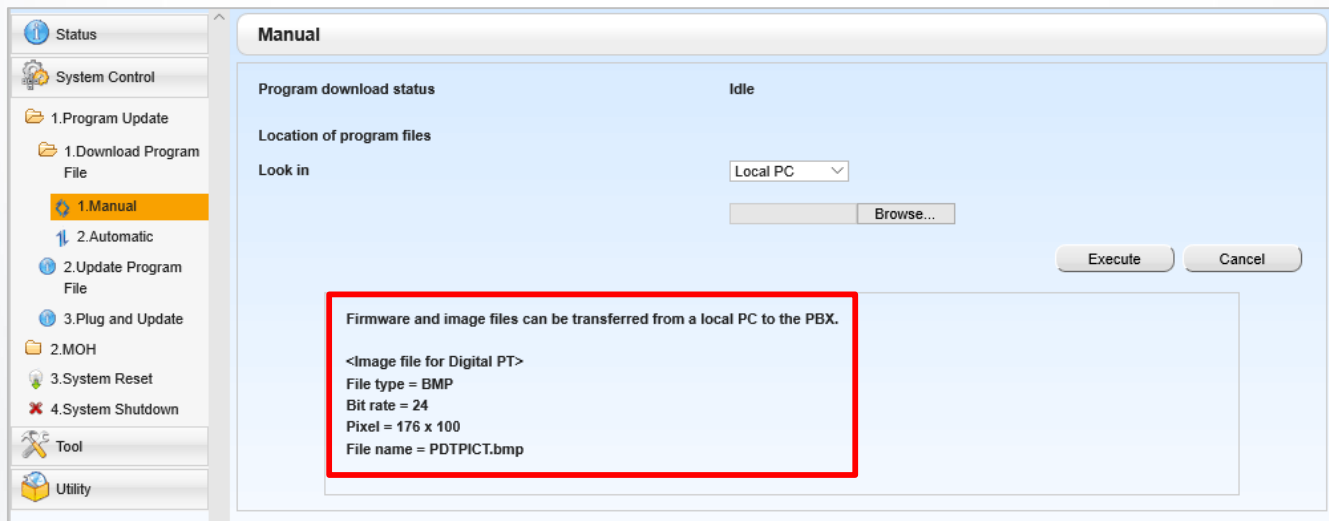 Status
System Control
1.Program Update
1.Download Program
File
1.Manual
2.Automatic
2.Update Program
File
3.Plug and Update
2.MOH
3.System Reset
4.System Shutdown
Tool
Utility
Manual
Program download status Idle
Location of program files
Look in Local PC
Browse...
Execute Cancel
Firmware and image files can be transferred from a local PC to the PBX.
<Image file for Digital PT>
File type = BMP
Bit rate = 24
Pixel = 176 x 100
File name = PDTPICT.bmp